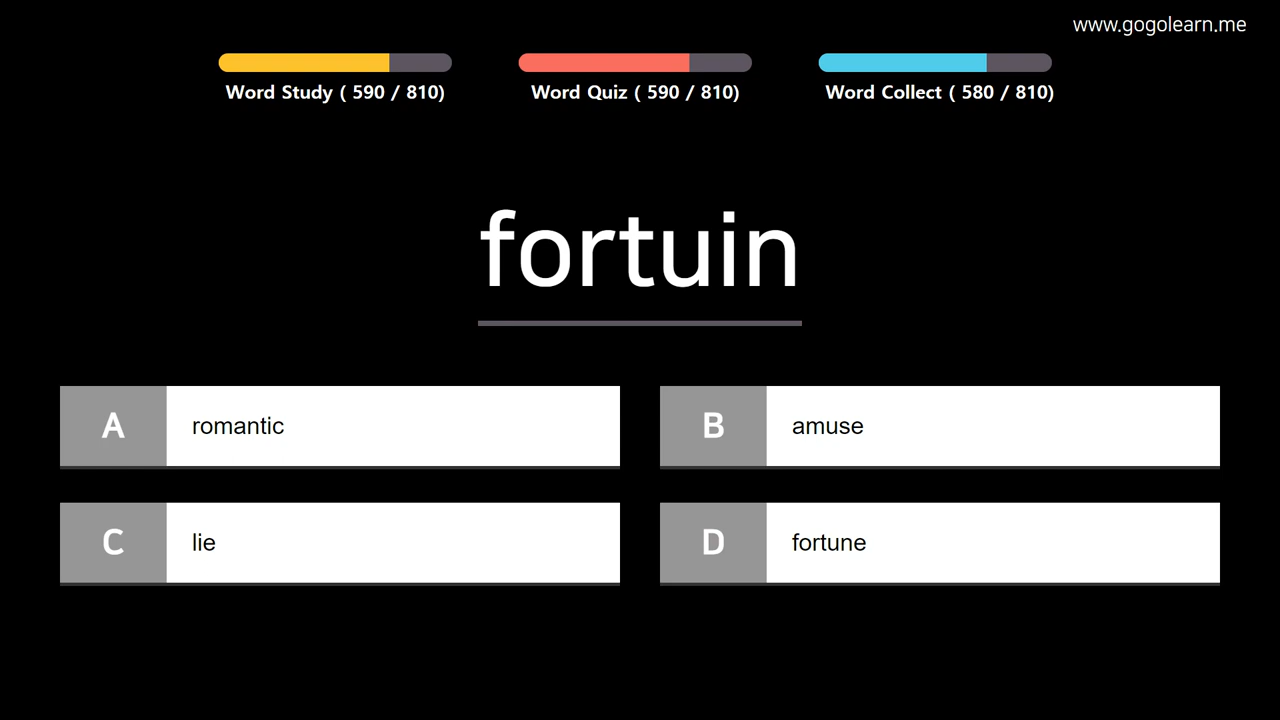 www.gogolearn.me
Word Study ( 590 / 810)
Word Quiz ( 590 / 810)
Word Collect ( 580 / 810)
fortuin
A romantic
B amuse
C lie
D fortune